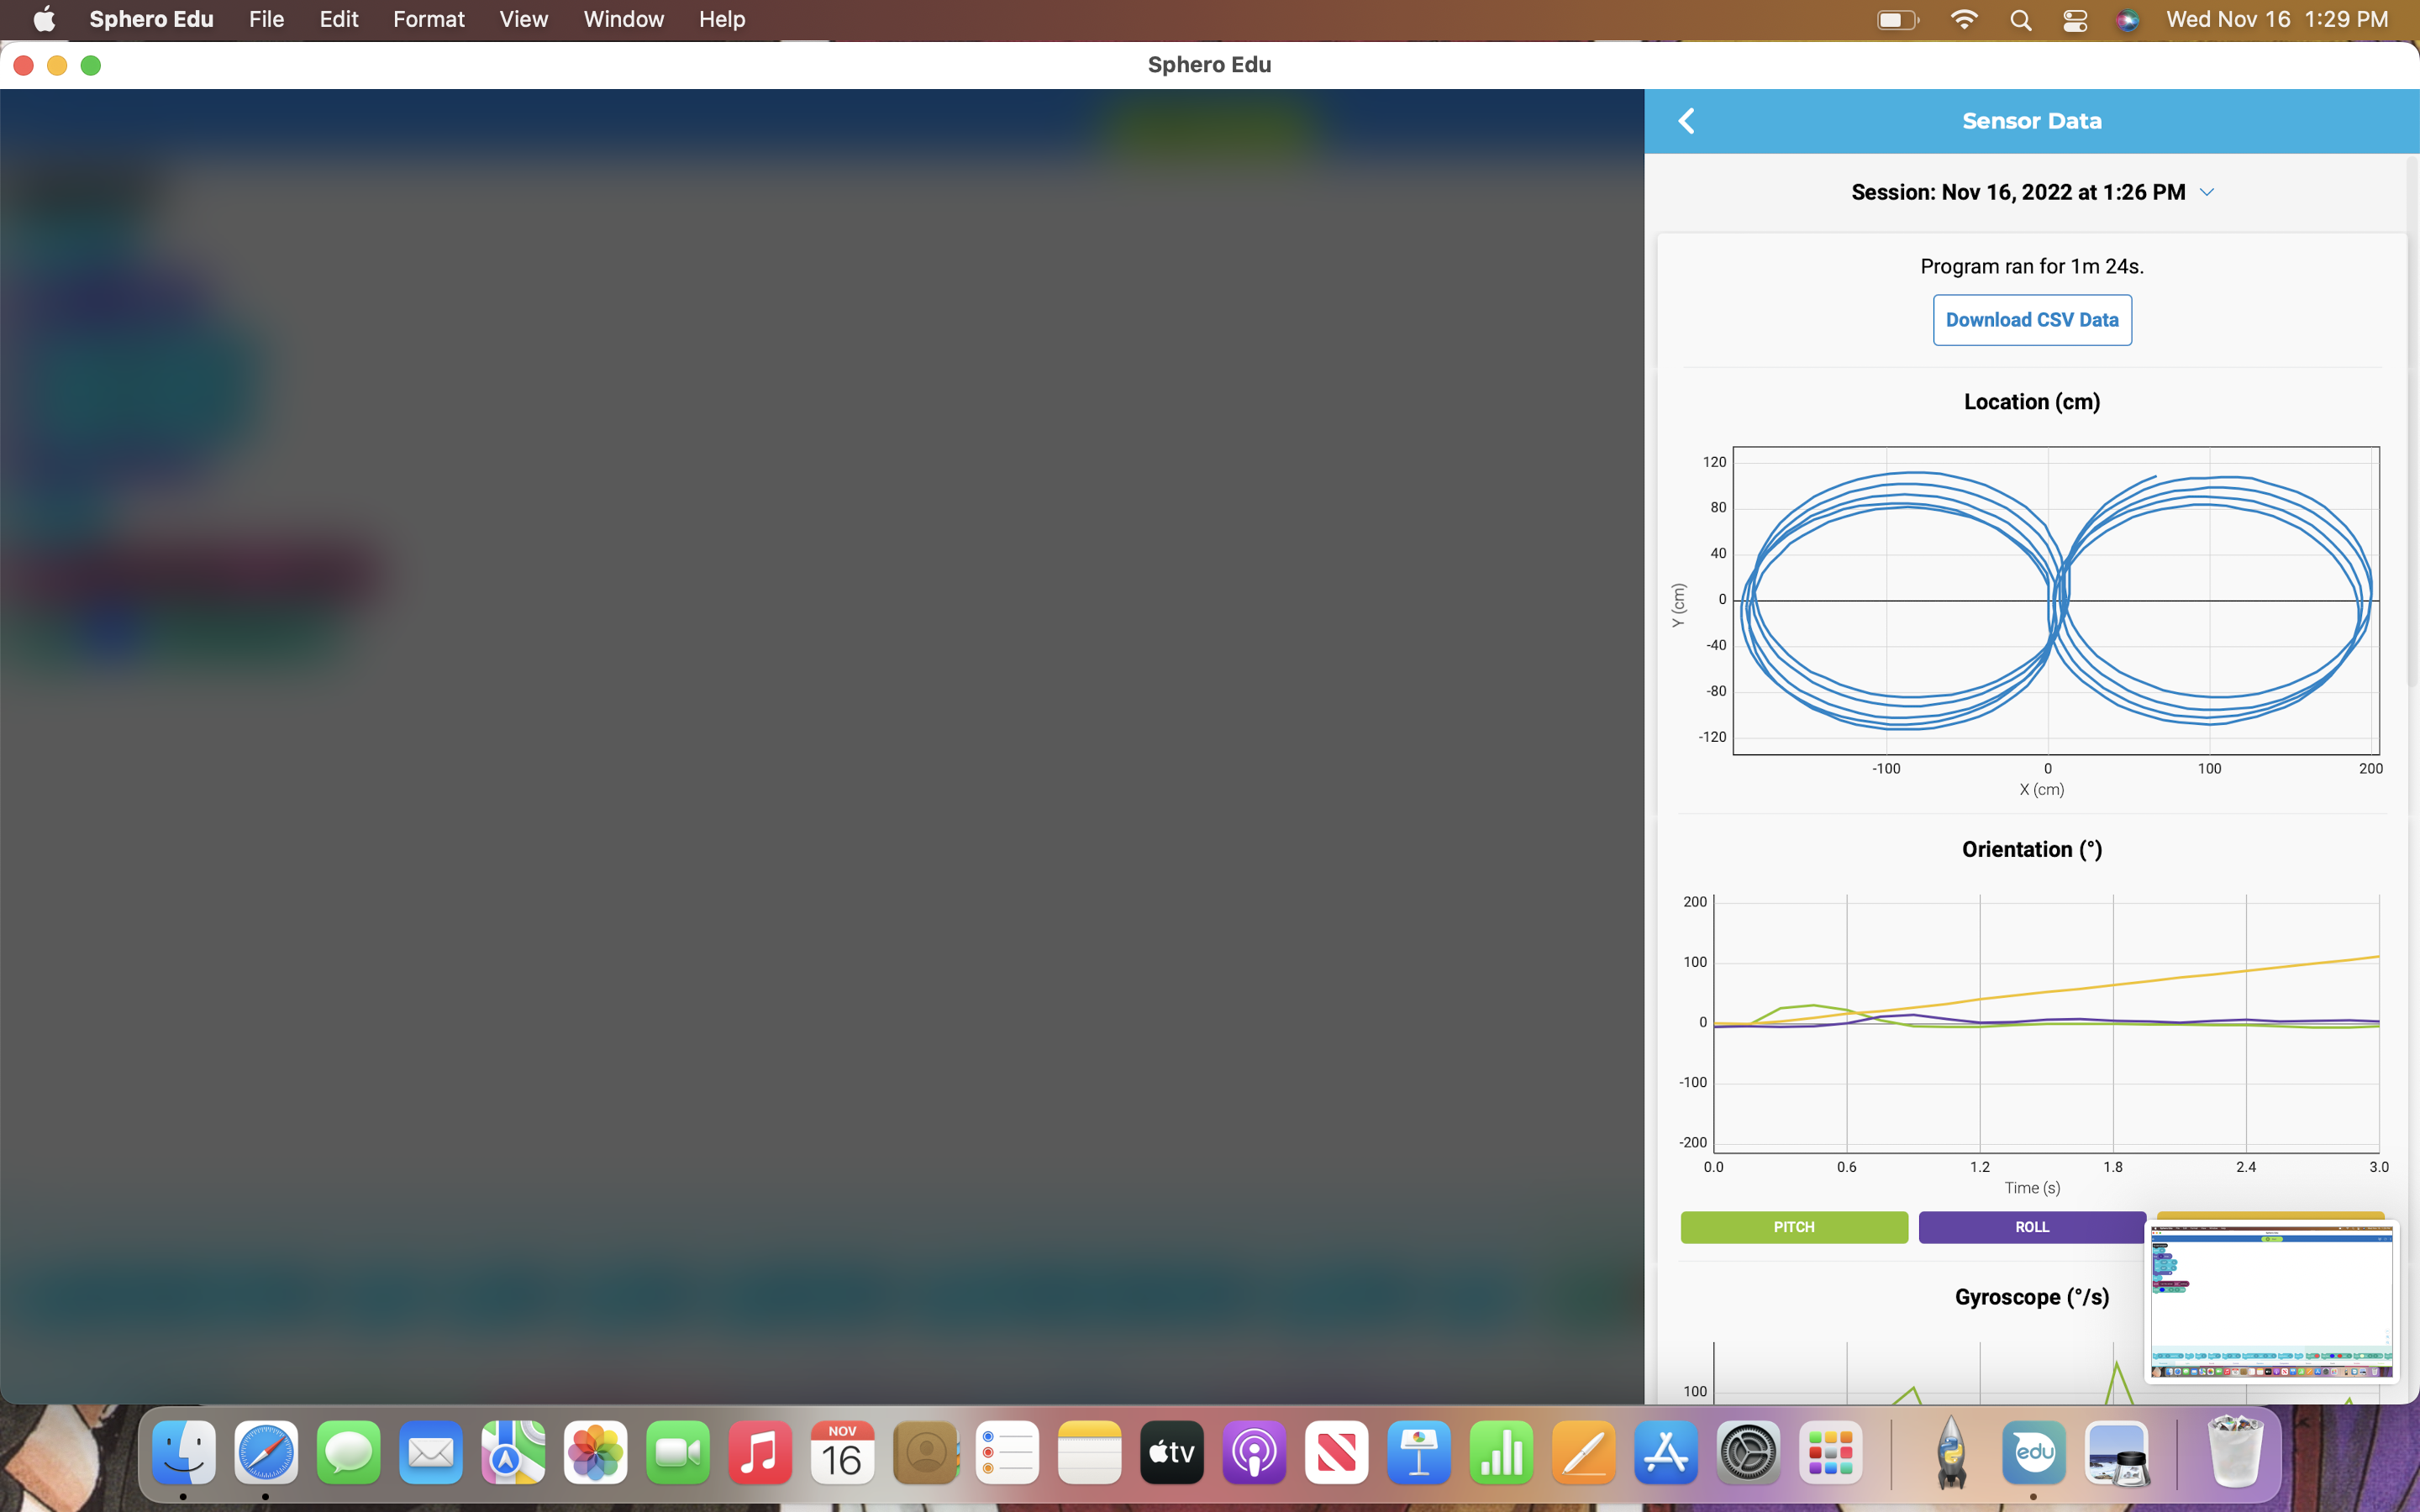 Sphero Edu File Edit Format View Window Help Wed Nov 16 1:29 PM
Sphero Edu
Sensor Data
Session: Nov 16, 2022 at 1:26 PM
Program ran for 1m 24s.
Download CSV Data
Location (cm)
120
80
40
0
-40
-80
-120
Y (cm)
-100 0 100 200
X (cm)
Orientation (°)
200
100
0
-100
-200
0.0 0.6 1.2 1.8 2.4 3.0
Time (s)
PITCH ROLL
Gyroscope (°/s)
100
NOV
16
tv
edu